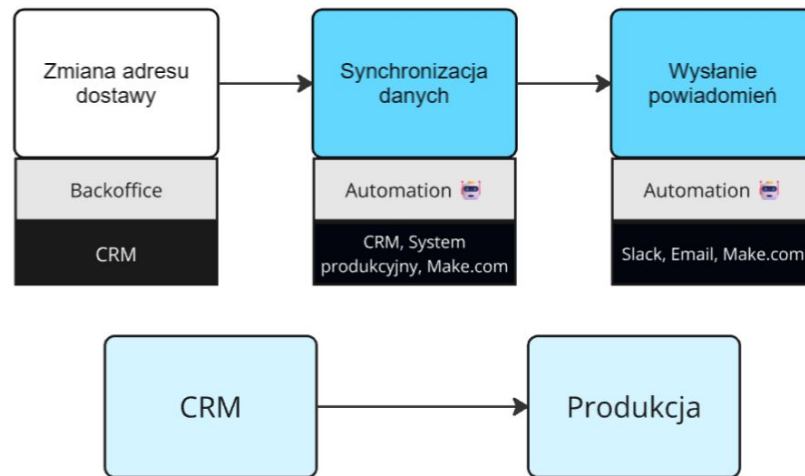 Zmiana adresu
dostawy
Synchronizacja
danych
Wysłanie
powiadomień
Backoffice
Automation 🤖
Automation 🤖
CRM
CRM, System
produkcyjny, Make.com
Slack, Email, Make.com
CRM
Produkcja